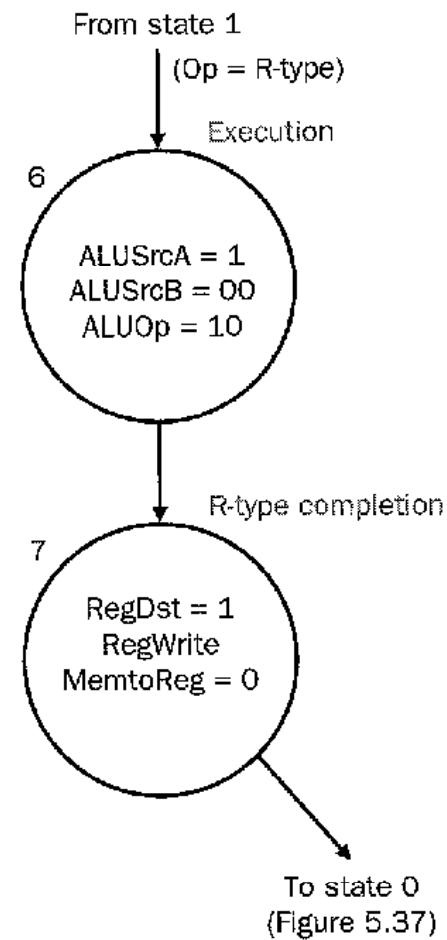 From state 1
(Op = R-type)
Execution
6
ALUSrcA = 1
ALUSrcB = 00
ALUOp = 10
R-type completion
7
RegDst = 1
RegWrite
MemtoReg = 0
To state 0
(Figure 5.37)